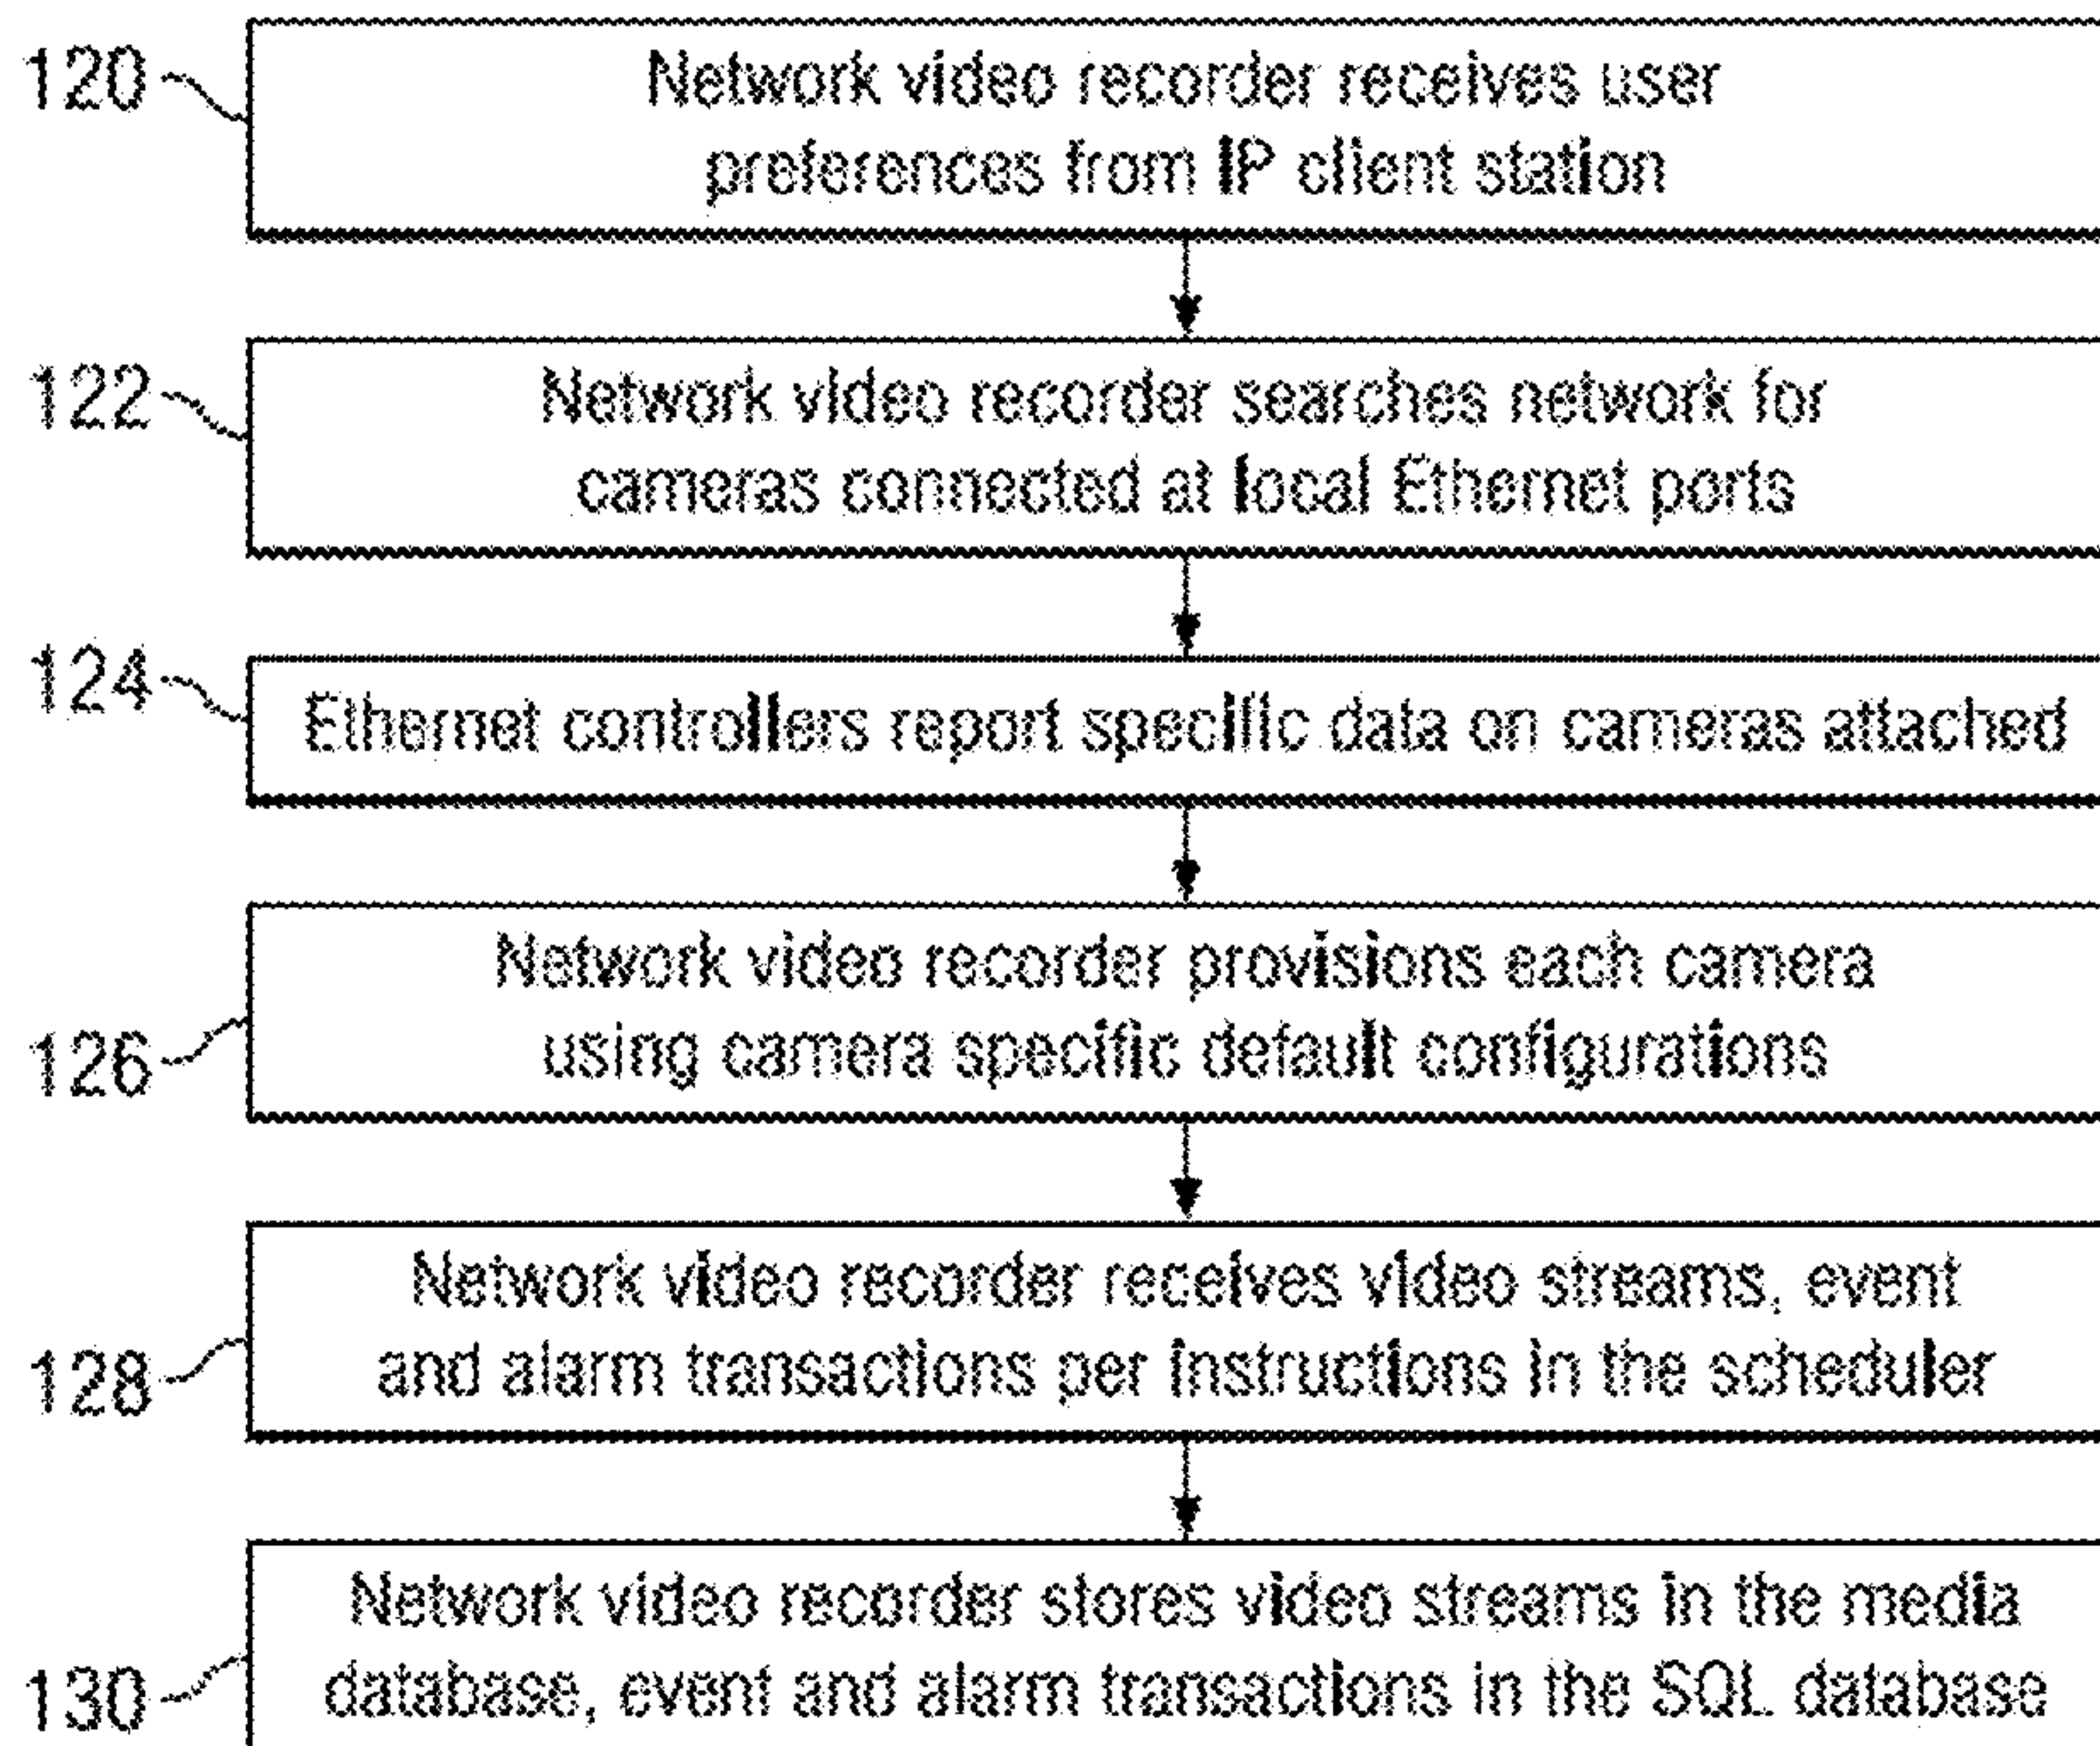 120
Network video recorder receives user
preferences from IP client station
122
Network video recorder searches network for
cameras connected at local Ethernet ports
124
Ethernet controllers report specific data on cameras attached
Network video recorder provisions each camera
using camera specific default configurations
126
Network video recorder receives video streams, event
and alarm transactions per instructions in the scheduler
128
Network video recorder stores video streams in the media
database, event and alarm transactions in the SQL database
130